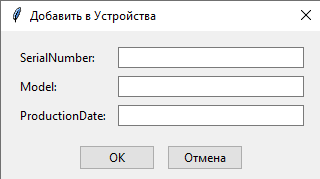 Добавить в Устройства
SerialNumber:
Model:
ProductionDate:
OK Отмена